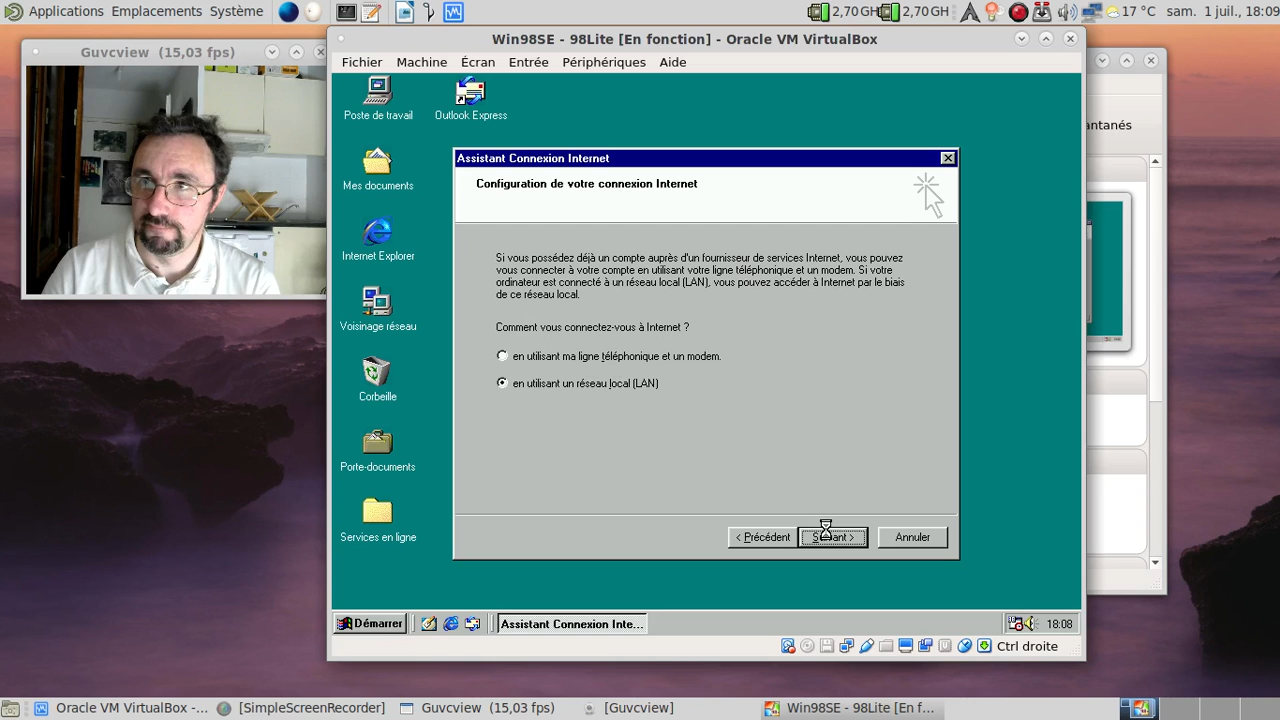 Applications Emplacements Système
2,70 GH 2,70 GH 17 °C sam. 1 juil., 18:09
Guvcview (15,03 fps)
Win98SE - 98Lite [En fonction] - Oracle VM VirtualBox
Fichier Machine Écran Entrée Périphériques Aide
antanés
Poste de travail
Outlook Express
Mes documents
Internet Explorer
Voisinage réseau
Corbeille
Porte-documents
Services en ligne
Assistant Connexion Internet
Configuration de votre connexion Internet
Si vous possédez déjà un compte auprès d'un fournisseur de services Internet, vous pouvez
vous connecter à votre compte en utilisant votre ligne téléphonique et un modem. Si votre
ordinateur est connecté à un réseau local (LAN), vous pouvez accéder à Internet par le biais
de ce réseau local.
Comment vous connectez-vous à Internet ?
en utilisant ma ligne téléphonique et un modem.
en utilisant un réseau local (LAN)
< Précédent Suivant > Annuler
Démarrer Assistant Connexion Inte... 18:08
Ctrl droite
Oracle VM VirtualBox -... [SimpleScreenRecorder] Guvcview (15,03 fps) [Guvcview] Win98SE - 98Lite [En f...